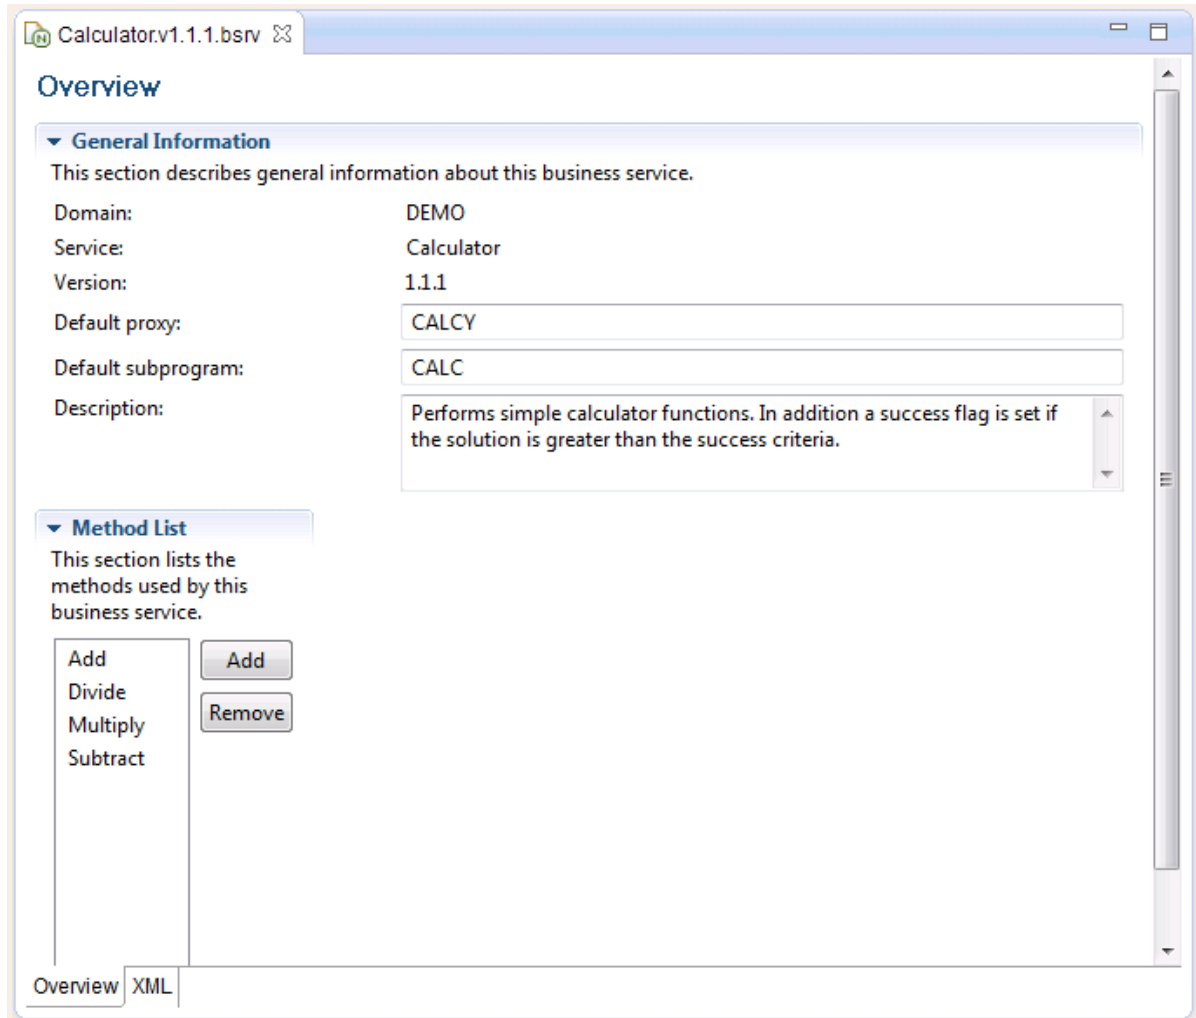 Calculator.v1.1.1.bsrv
Overview
General Information
This section describes general information about this business service.
Domain: DEMO
Service: Calculator
Version: 1.1.1
Default proxy: CALCY
Default subprogram: CALC
Description: Performs simple calculator functions. In addition a success flag is set if
the solution is greater than the success criteria.
Method List
This section lists the
methods used by this
business service.
Add Add
Divide
Remove
Multiply
Subtract
Overview XML